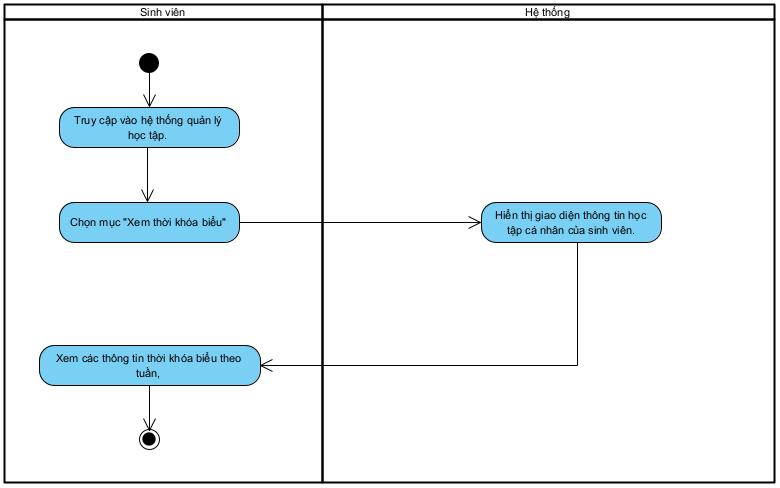 Sinh viên
Hệ thống
Truy cập vào hệ thống quản lý
học tập.
Chọn mục "Xem thời khóa biểu"
Hiển thị giao diện thông tin học
tập cá nhân của sinh viên.
Xem các thông tin thời khóa biểu theo
tuần,